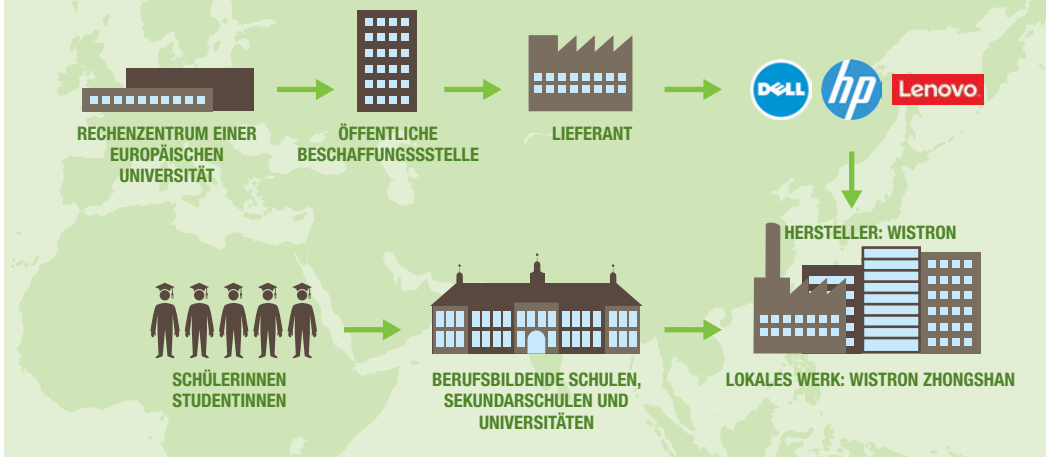 RECHENZENTRUM EINER
EUROPÄISCHEN
UNIVERSITÄT
ÖFFENTLICHE
BESCHAFFUNGSSSTELLE
LIEFERANT
DELL
hp
Lenovo
HERSTELLER: WISTRON
SCHÜLERINNEN
STUDENTINNEN
BERUFSBILDENDE SCHULEN,
SEKUNDARSCHULEN UND
UNIVERSITÄTEN
LOKALES WERK: WISTRON ZHONGSHAN